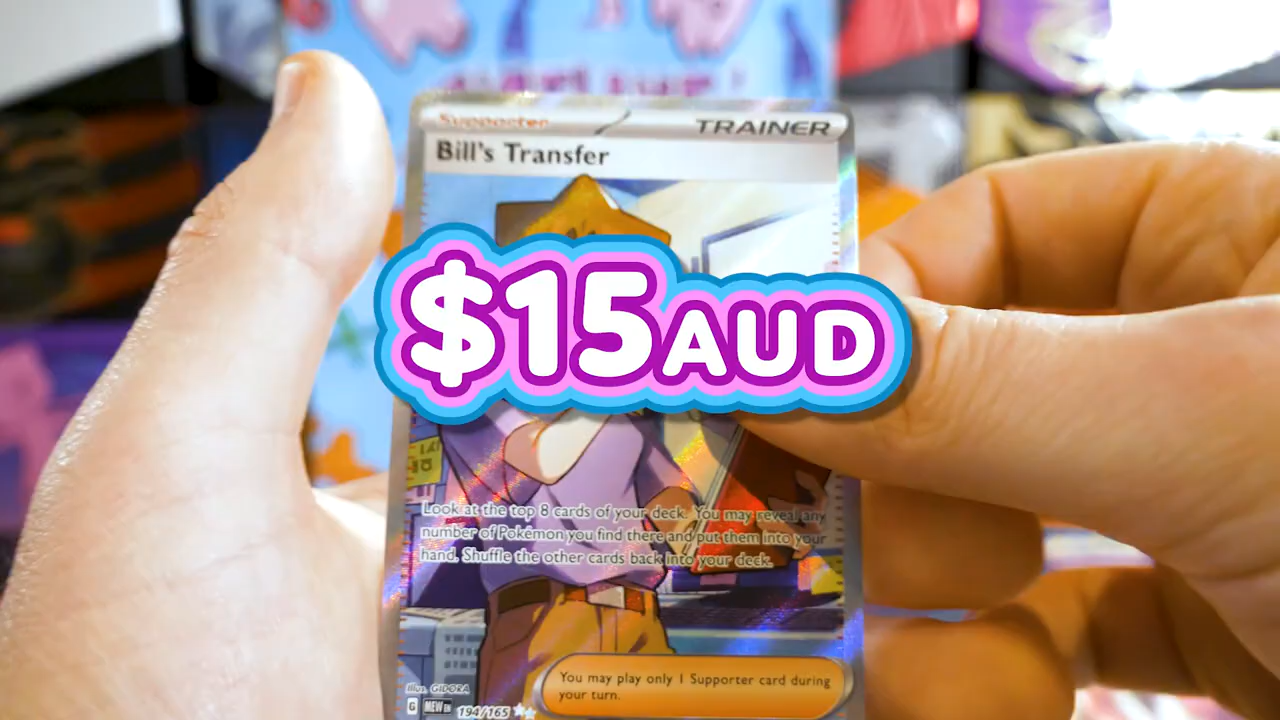 Supporter
TRAINER
Bill's Transfer
$15AUD
Look at the top 8 cards of your deck. You may reveal any
number of Pokémon you find there and put them into your
hand. Shuffle the other cards back into your deck.
You may play only 1 Supporter card during
your turn.
Illus. GIDORA
G MEW EN 194/165